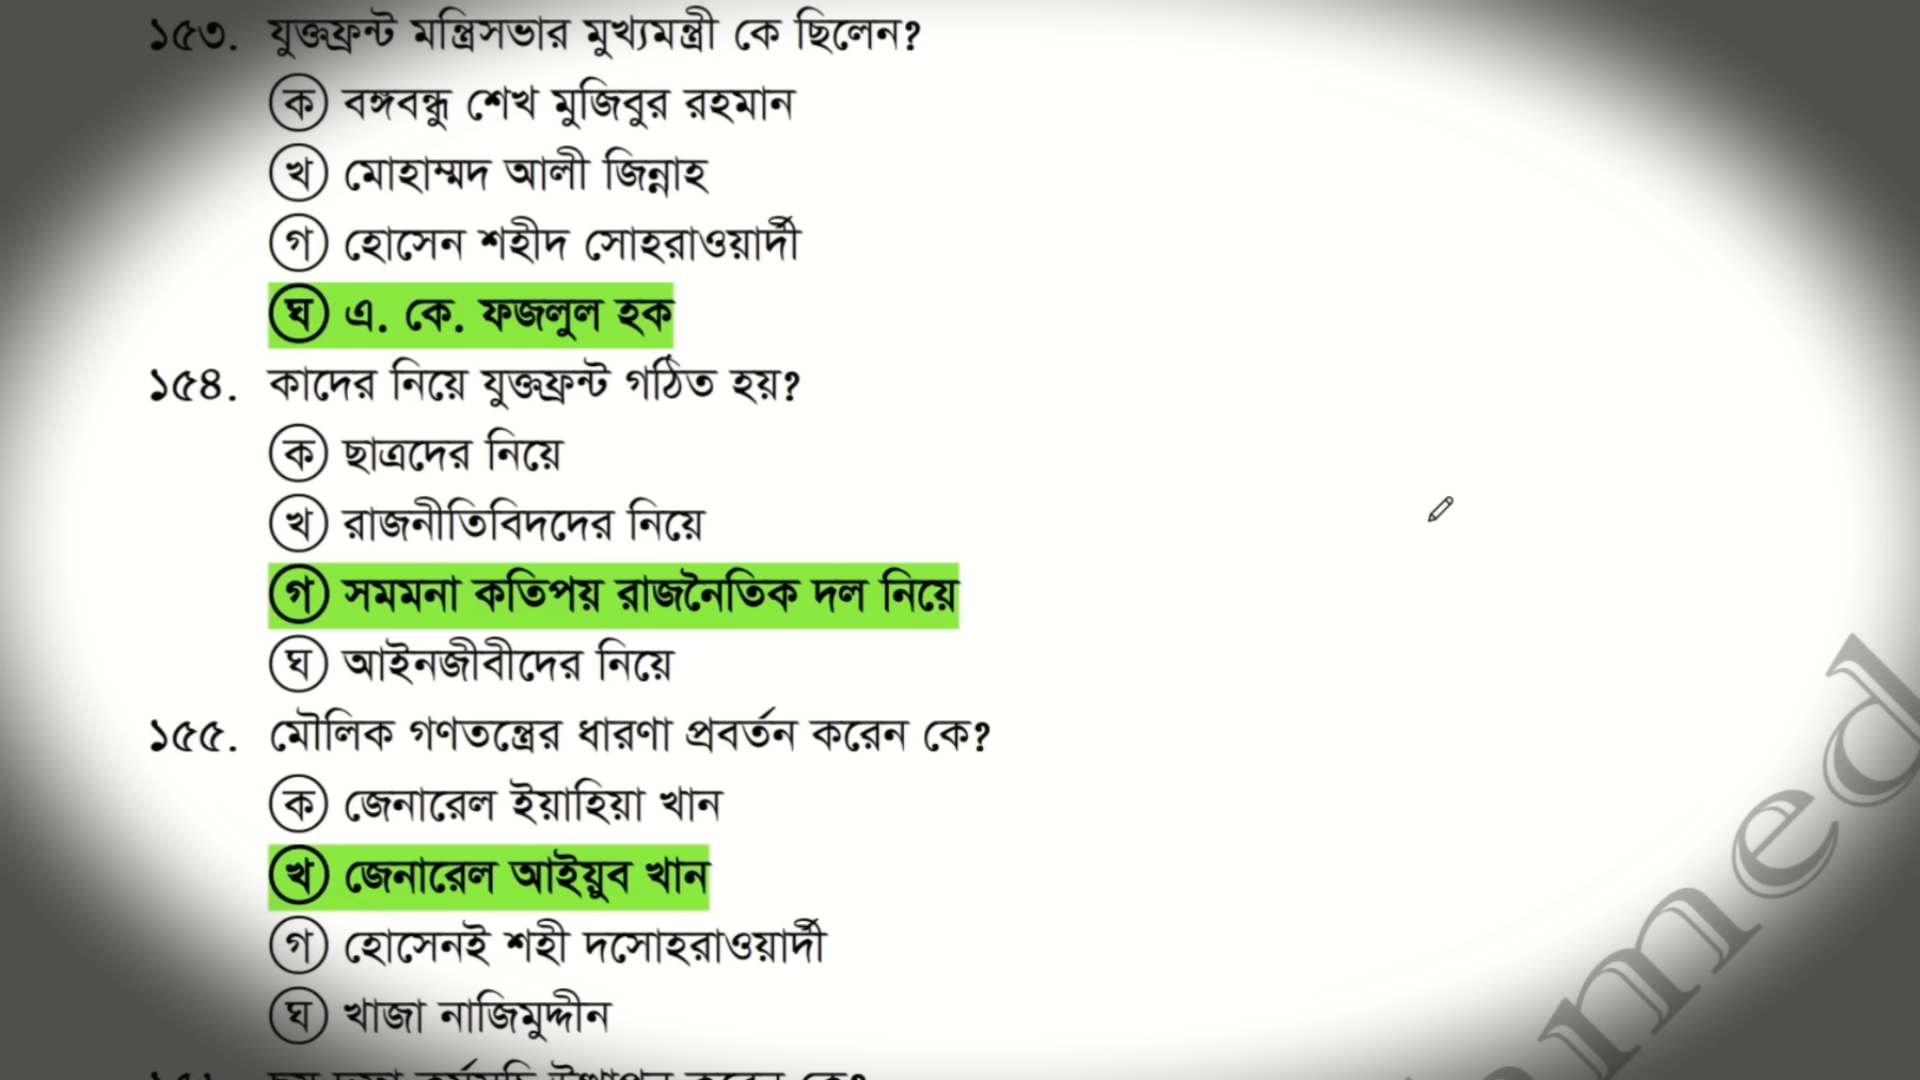 ১৫৩. যুক্তফ্রন্ট মন্ত্রিসভার মুখ্যমন্ত্রী কে ছিলেন?
ক বঙ্গবন্ধু শেখ মুজিবুর রহমান
খ মোহাম্মদ আলী জিন্নাহ
গ হোসেন শহীদ সোহরাওয়ার্দী
ঘ এ. কে. ফজলুল হক
১৫৪. কাদের নিয়ে যুক্তফ্রন্ট গঠিত হয়?
ক ছাত্রদের নিয়ে
খ রাজনীতিবিদদের নিয়ে
গ সমমনা কতিপয় রাজনৈতিক দল নিয়ে
ঘ আইনজীবীদের নিয়ে
১৫৫. মৌলিক গণতন্ত্রের ধারণা প্রবর্তন করেন কে?
ক জেনারেল ইয়াহিয়া খান
খ জেনারেল আইয়ুব খান
গ হোসেনই শহী দসোহরাওয়ার্দী
ঘ খাজা নাজিমুদ্দীন